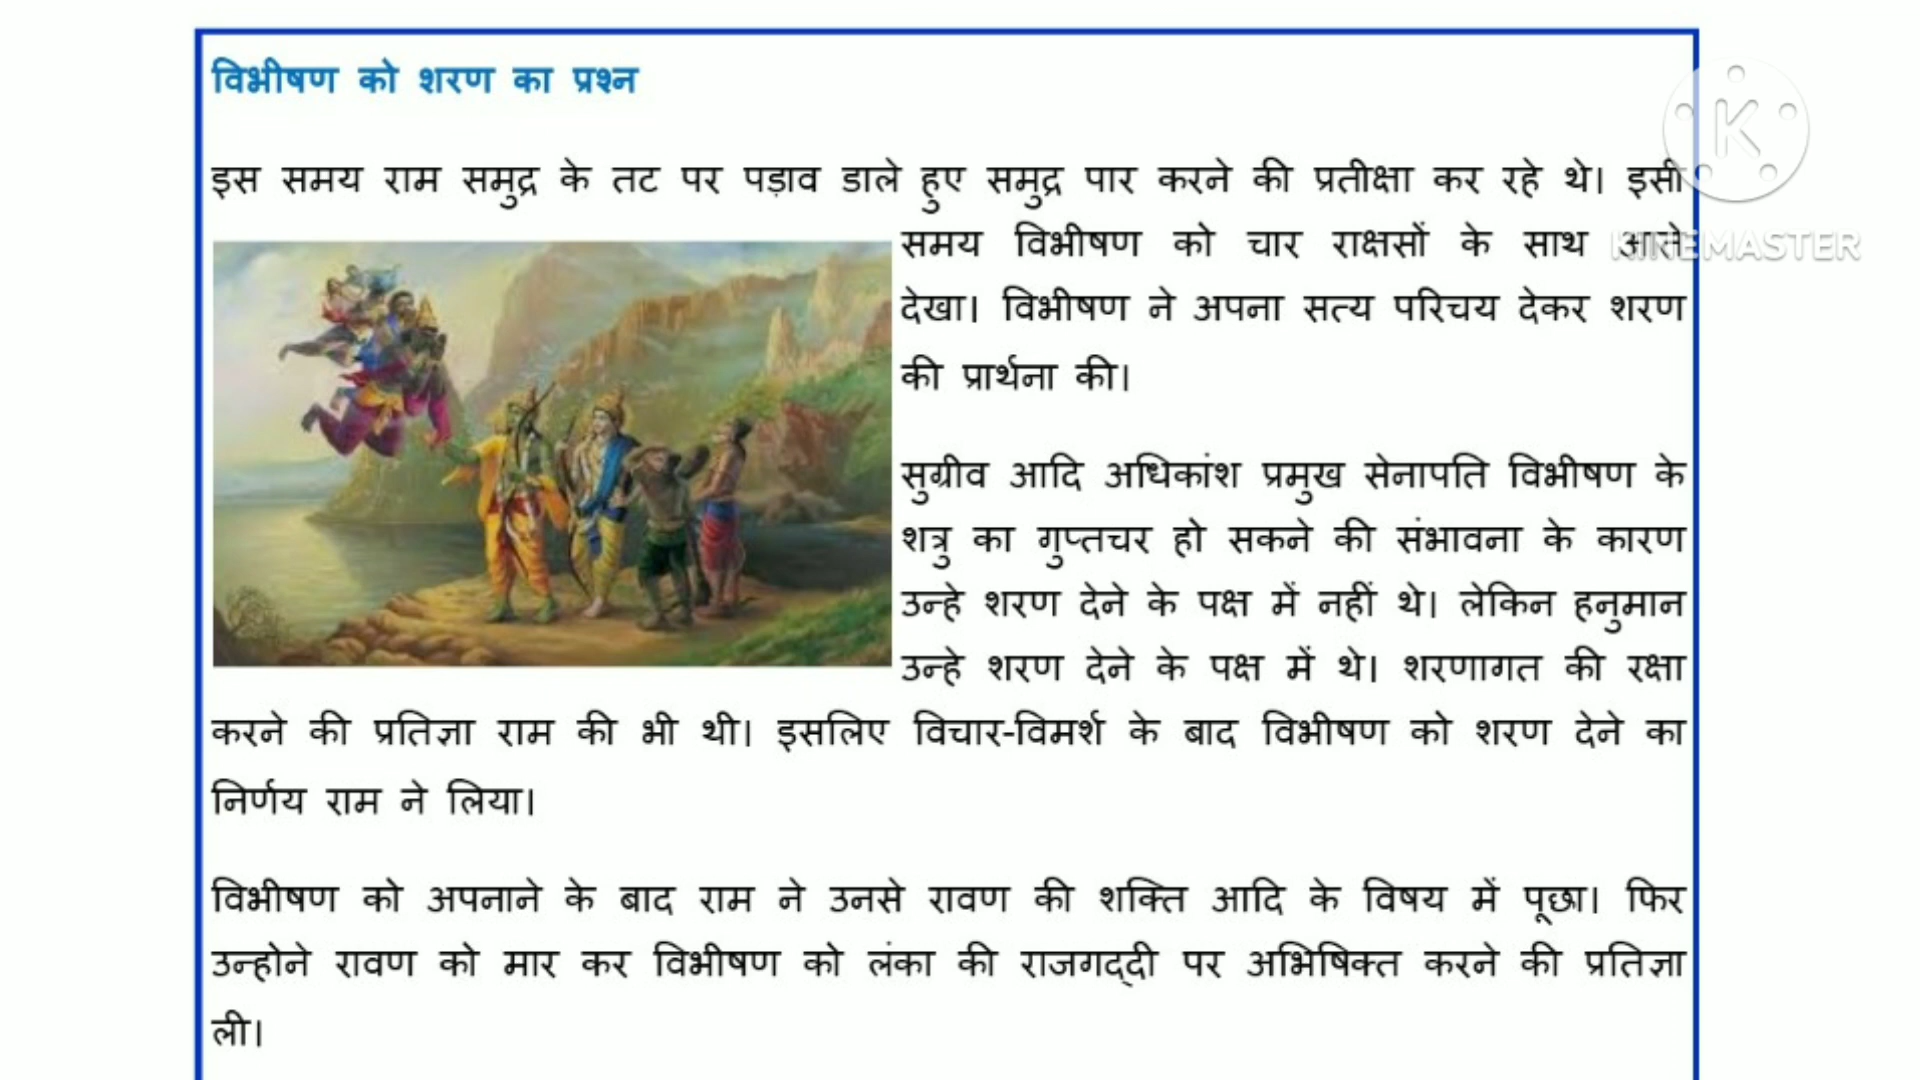 विभीषण को शरण का प्रश्न
इस समय राम समुद्र के तट पर पड़ाव डाले हुए समुद्र पार करने की प्रतीक्षा कर रहे थे। इसी
समय विभीषण को चार राक्षसों के साथ आते
देखा। विभीषण ने अपना सत्य परिचय देकर शरण
की प्रार्थना की।
सुग्रीव आदि अधिकांश प्रमुख सेनापति विभीषण के
शत्रु का गुप्तचर हो सकने की संभावना के कारण
उन्हे शरण देने के पक्ष में नहीं थे। लेकिन हनुमान
उन्हे शरण देने के पक्ष में थे। शरणागत की रक्षा
करने की प्रतिज्ञा राम की भी थी। इसलिए विचार-विमर्श के बाद विभीषण को शरण देने का
निर्णय राम ने लिया।
विभीषण को अपनाने के बाद राम ने उनसे रावण की शक्ति आदि के विषय में पूछा। फिर
उन्होने रावण को मार कर विभीषण को लंका की राजगद्दी पर अभिषिक्त करने की प्रतिज्ञा
ली।
K
KINEMASTER